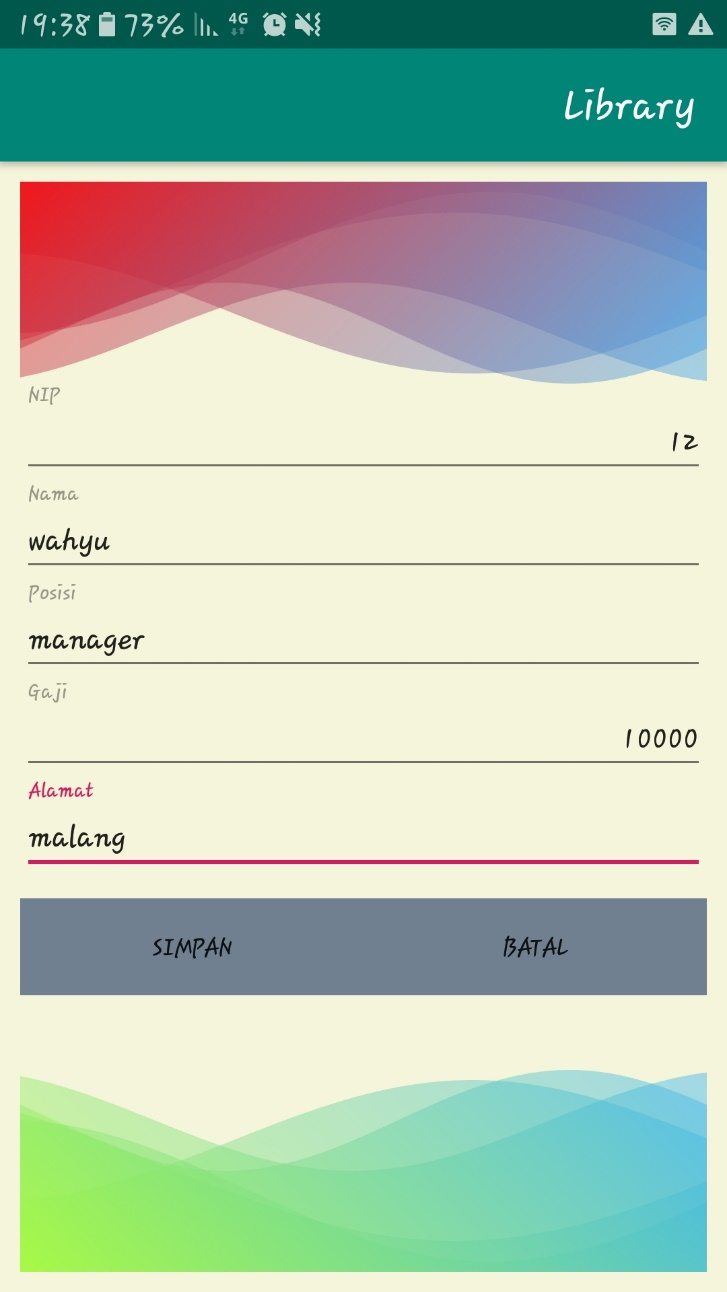 19:38 73% 4G
Library
NIP
12
Nama
wahyu
Posisi
manager
Gaji
10000
Alamat
malang
SIMPAN BATAL